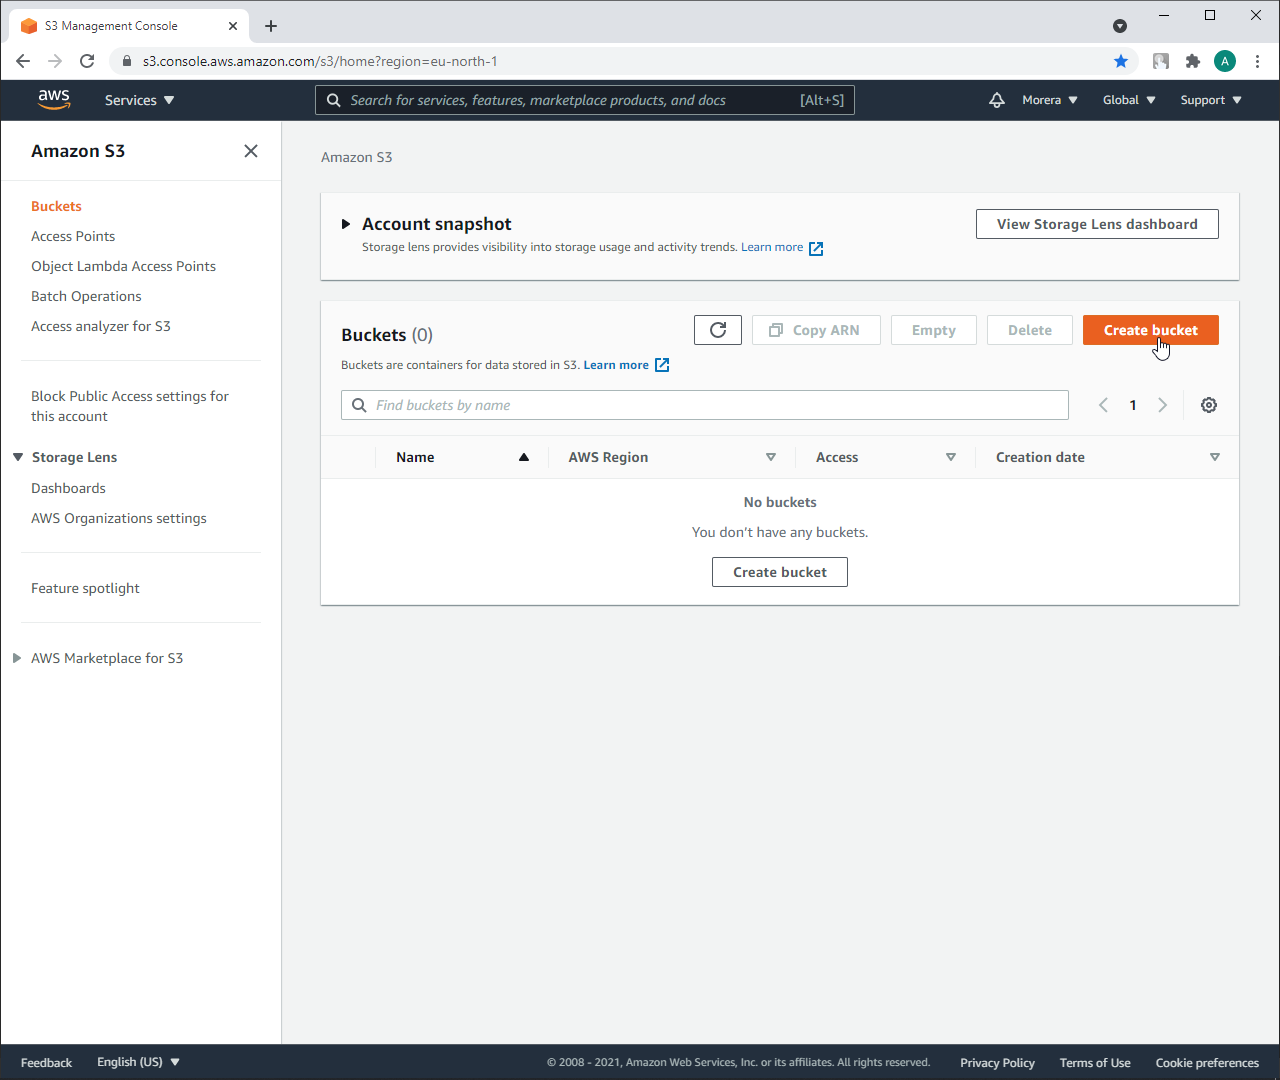 S3 Management Console
s3.console.aws.amazon.com/s3/home?region=eu-north-1
A
aws
Services
Search for services, features, marketplace products, and docs [Alt+S]
Morera
Global
Support
Amazon S3
Buckets
Access Points
Object Lambda Access Points
Batch Operations
Access analyzer for S3
Block Public Access settings for
this account
Storage Lens
Dashboards
AWS Organizations settings
Feature spotlight
AWS Marketplace for S3
Amazon S3
Account snapshot
View Storage Lens dashboard
Storage lens provides visibility into storage usage and activity trends. Learn more
Buckets (0)
Copy ARN
Empty
Delete
Create bucket
Buckets are containers for data stored in S3. Learn more
Find buckets by name
1
Name
AWS Region
Access
Creation date
No buckets
You don't have any buckets.
Create bucket
Feedback
English (US)
© 2008 - 2021, Amazon Web Services, Inc. or its affiliates. All rights reserved.
Privacy Policy
Terms of Use
Cookie preferences